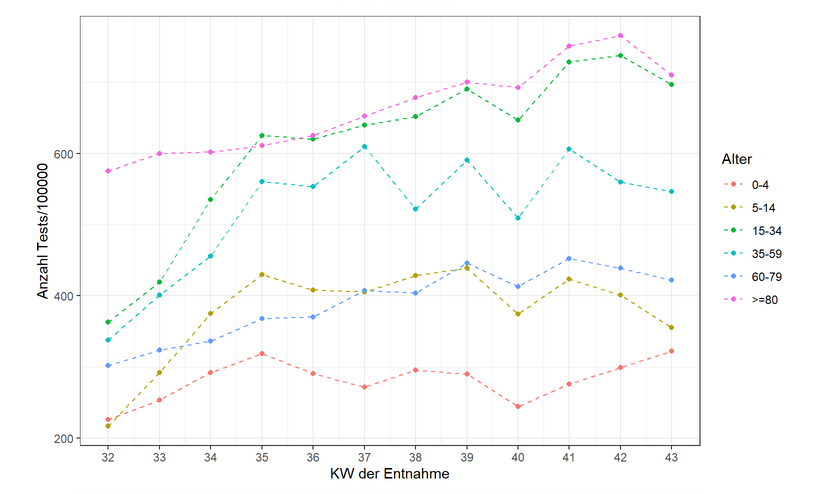 Anzahl Tests/100000
600
400
200
32 33 34 35 36 37 38 39 40 41 42 43
KW der Entnahme
Alter
0-4
5-14
15-34
35-59
60-79
>=80